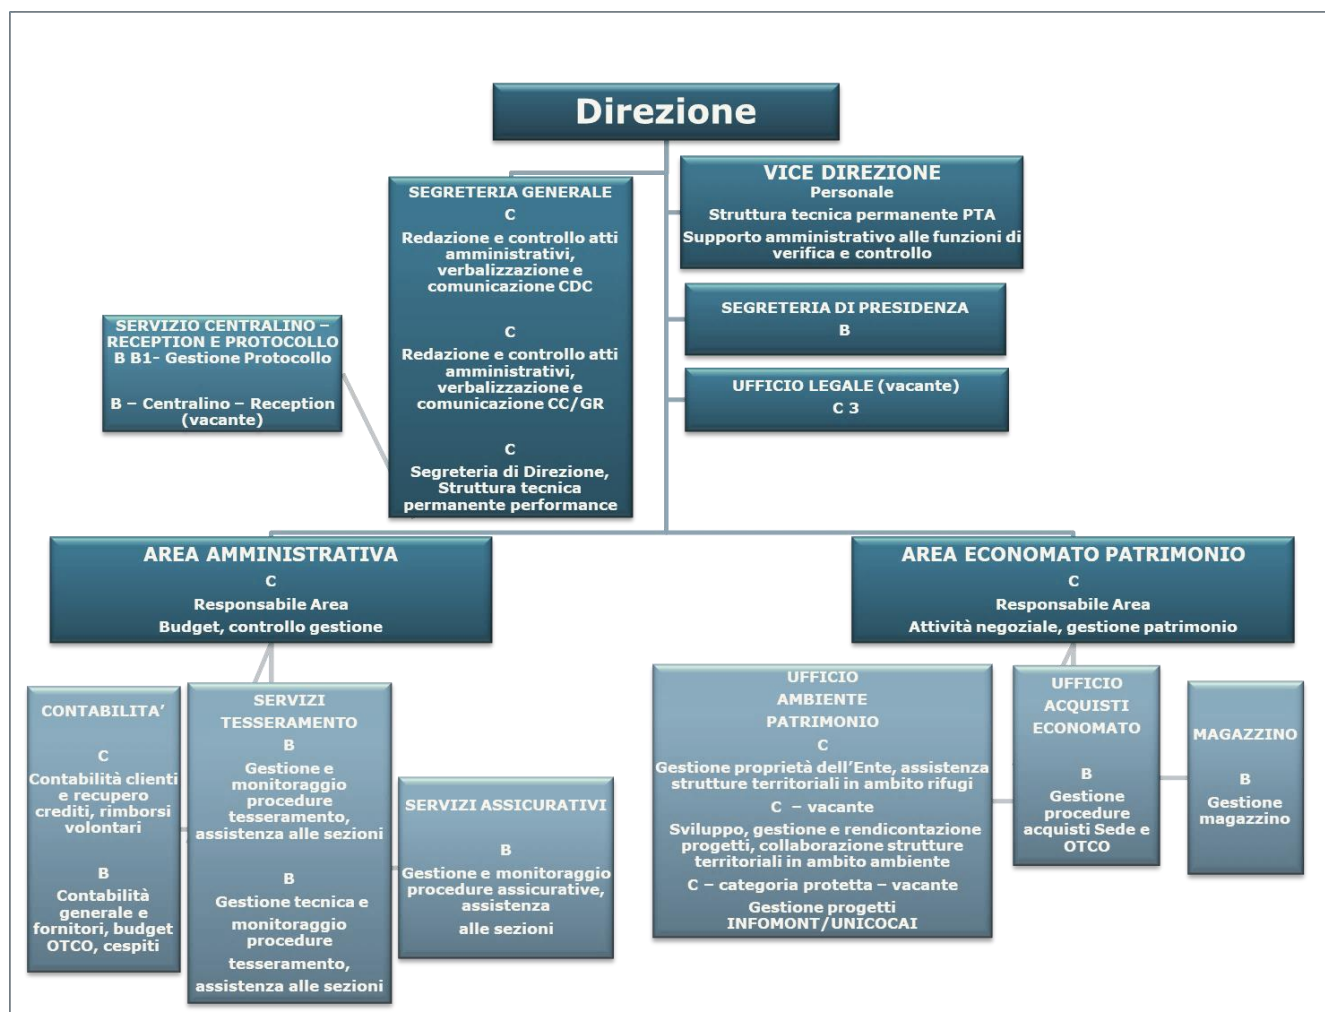 Direzione
VICE DIREZIONE
Personale
Struttura tecnica permanente PTA
Supporto amministrativo alle funzioni di
verifica e controllo
SEGRETERIA GENERALE
C
Redazione e controllo atti
amministrativi,
verbalizzazione e
comunicazione CDC
C
Redazione e controllo atti
amministrativi,
verbalizzazione e
comunicazione CC/GR
C
Segreteria di Direzione,
Struttura tecnica
permanente performance
SEGRETERIA DI PRESIDENZA
B
SERVIZIO CENTRALINO –
RECEPTION E PROTOCOLLO
B B1- Gestione Protocollo
B – Centralino – Reception
(vacante)
UFFICIO LEGALE (vacante)
C 3
AREA AMMINISTRATIVA
C
Responsabile Area
Budget, controllo gestione
AREA ECONOMATO PATRIMONIO
C
Responsabile Area
Attività negoziale, gestione patrimonio
CONTABILITA’
C
Contabilità clienti
e recupero
crediti, rimborsi
volontari
B
Contabilità
generale e
fornitori, budget
OTCO, cespiti
SERVIZI
TESSERAMENTO
B
Gestione e
monitoraggio
procedure
tesseramento,
assistenza alle sezioni
B
Gestione tecnica e
monitoraggio
procedure
tesseramento,
assistenza alle sezioni
SERVIZI ASSICURATIVI
B
Gestione e monitoraggio
procedure assicurative,
assistenza
alle sezioni
UFFICIO
AMBIENTE
PATRIMONIO
C
Gestione proprietà dell’Ente, assistenza
strutture territoriali in ambito rifugi
C – vacante
Sviluppo, gestione e rendicontazione
progetti, collaborazione strutture
territoriali in ambito ambiente
C – categoria protetta – vacante
Gestione progetti
INFOMONT/UNICOCAI
UFFICIO
ACQUISTI
ECONOMATO
B
Gestione
procedure
acquisti Sede e
OTCO
MAGAZZINO
B
Gestione
magazzino